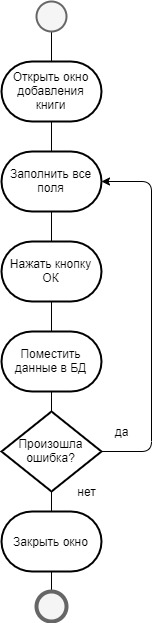 Открыть окно
добавления
книги
Заполнить все
поля
Нажать кнопку
ОК
Поместить
данные в БД
Произошла
ошибка?
да
нет
Закрыть окно